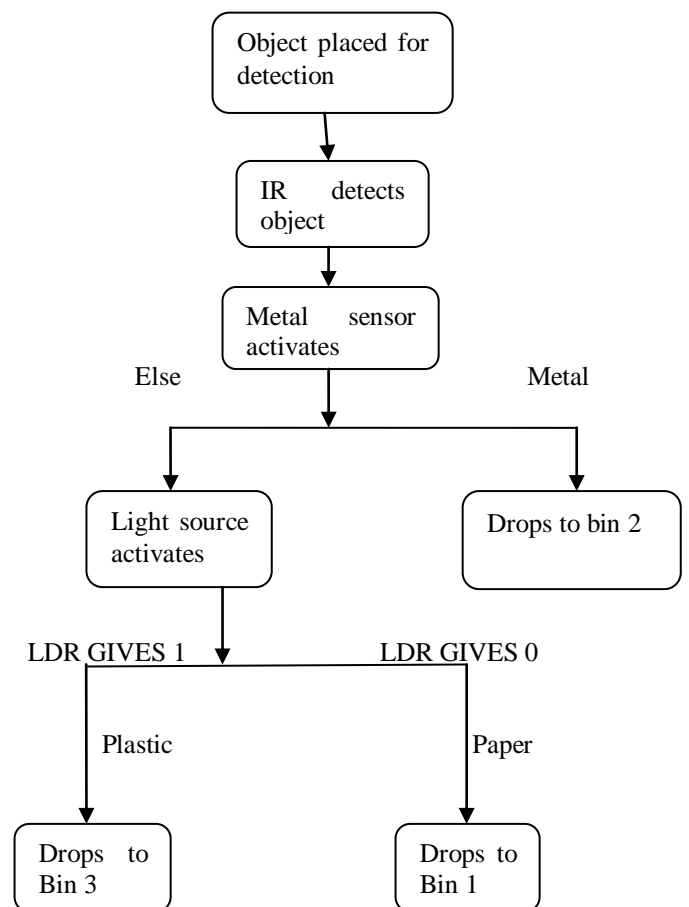 Object placed for
detection
IR detects
object
Metal sensor
activates
Else
Metal
Light source
activates
Drops to bin 2
LDR GIVES 1
LDR GIVES 0
Plastic
Paper
Drops to
Bin 3
Drops to
Bin 1